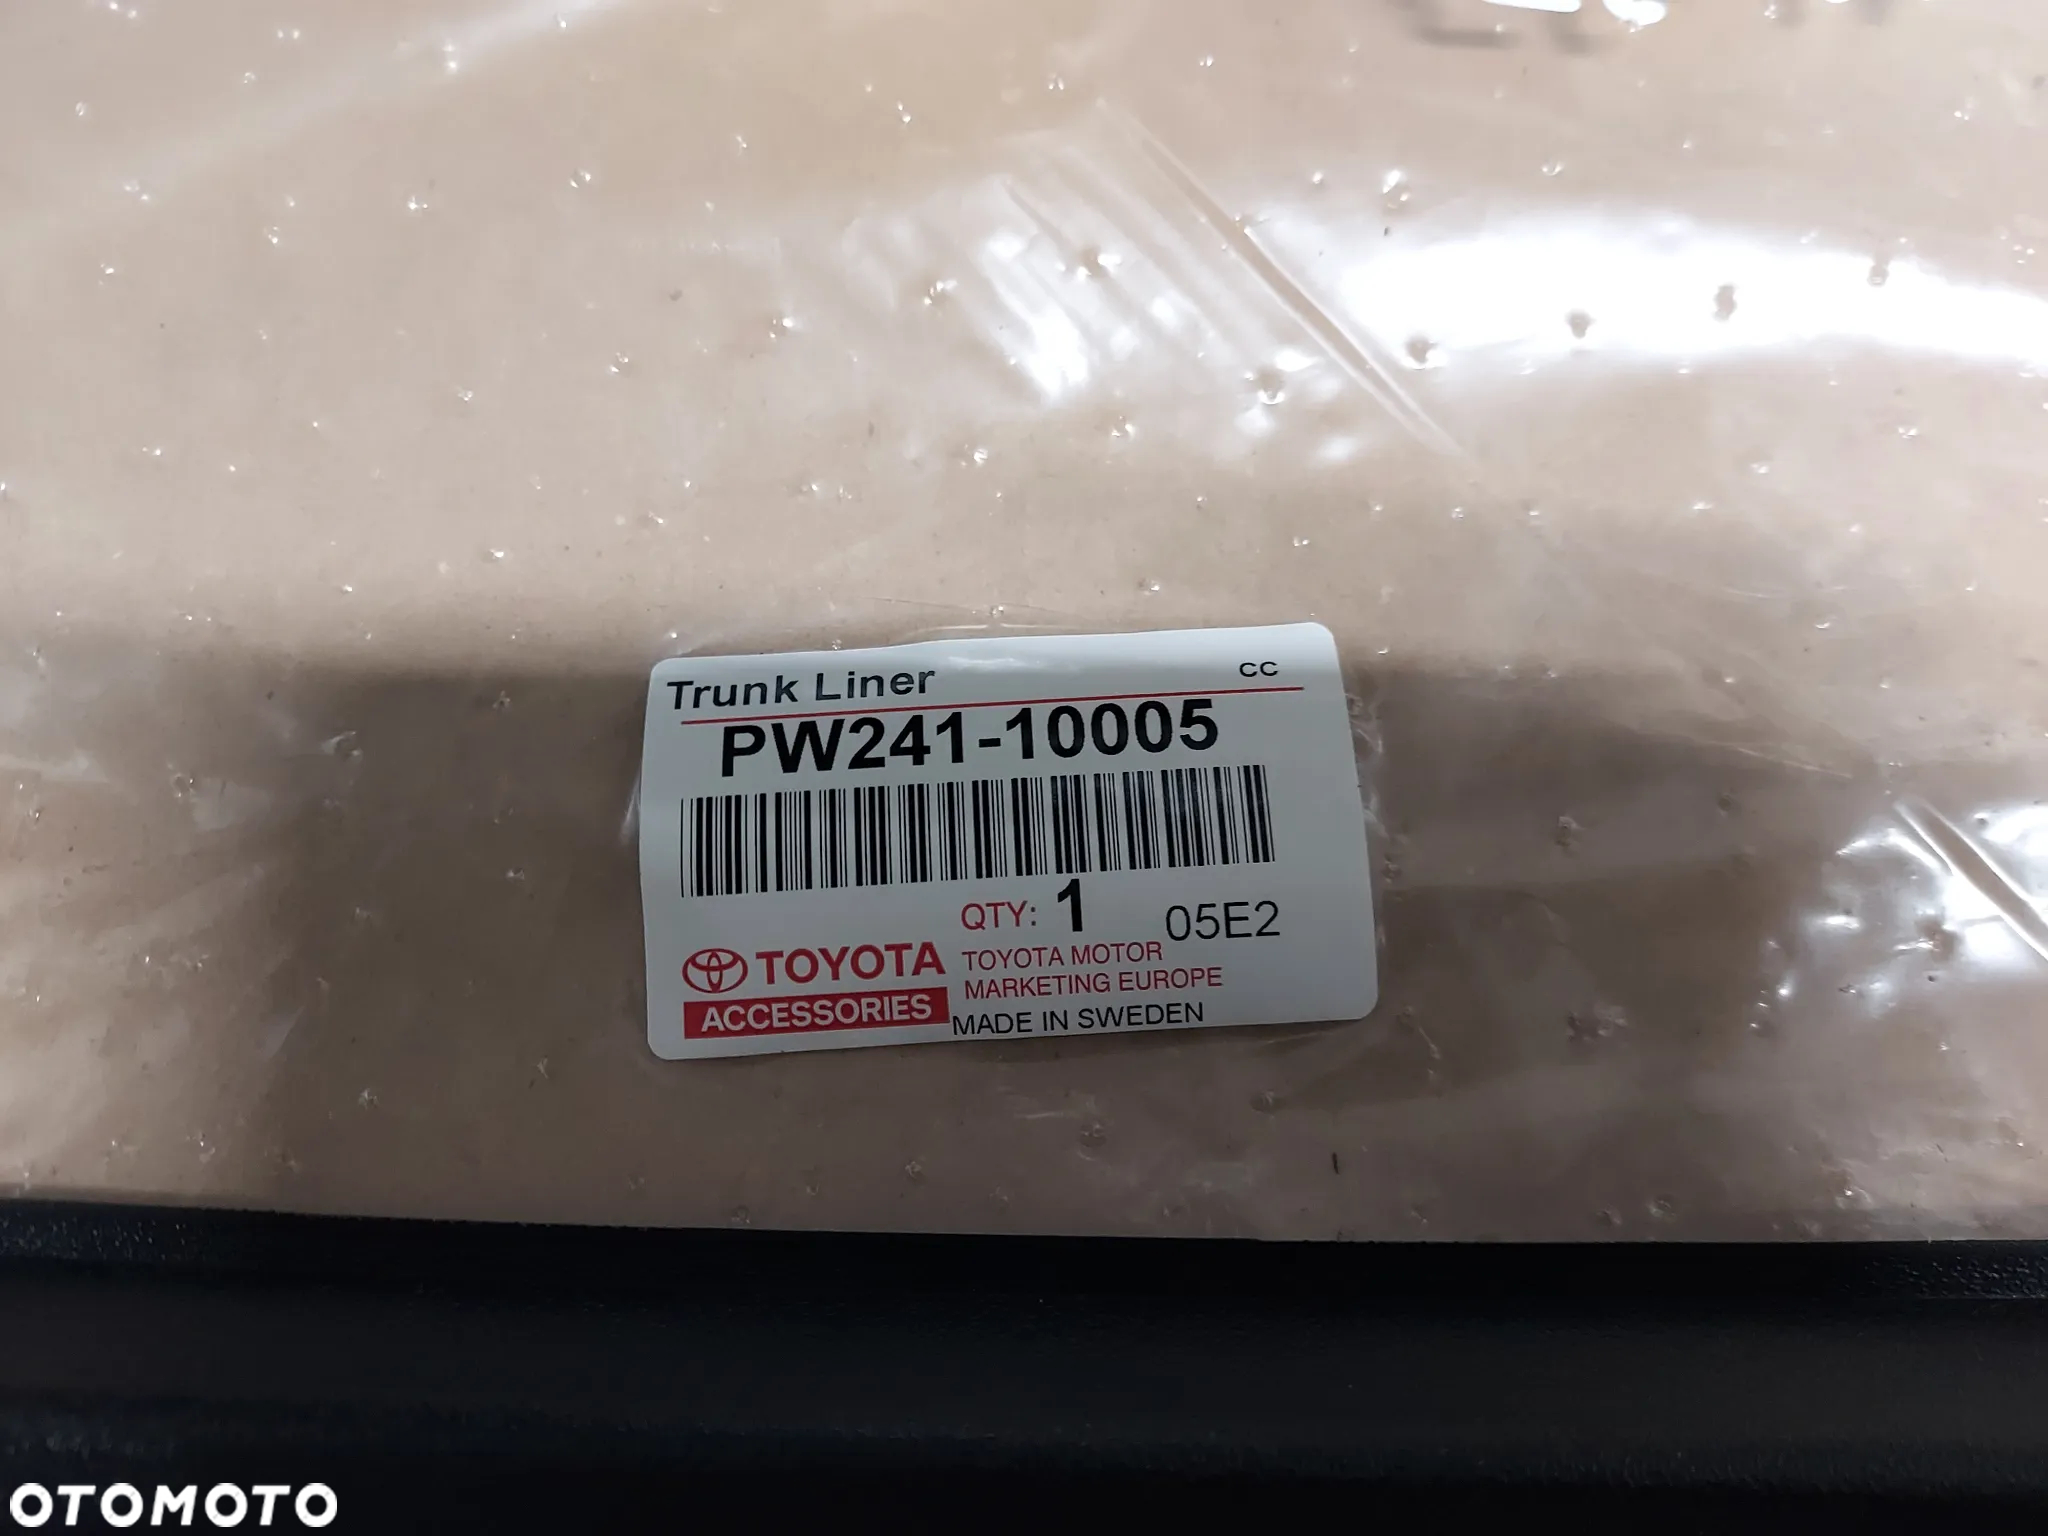 Trunk Liner CC
PW241-10005
QTY: 1 05E2
TOYOTA
ACCESSORIES
TOYOTA MOTOR
MARKETING EUROPE
MADE IN SWEDEN
OTOMOTO